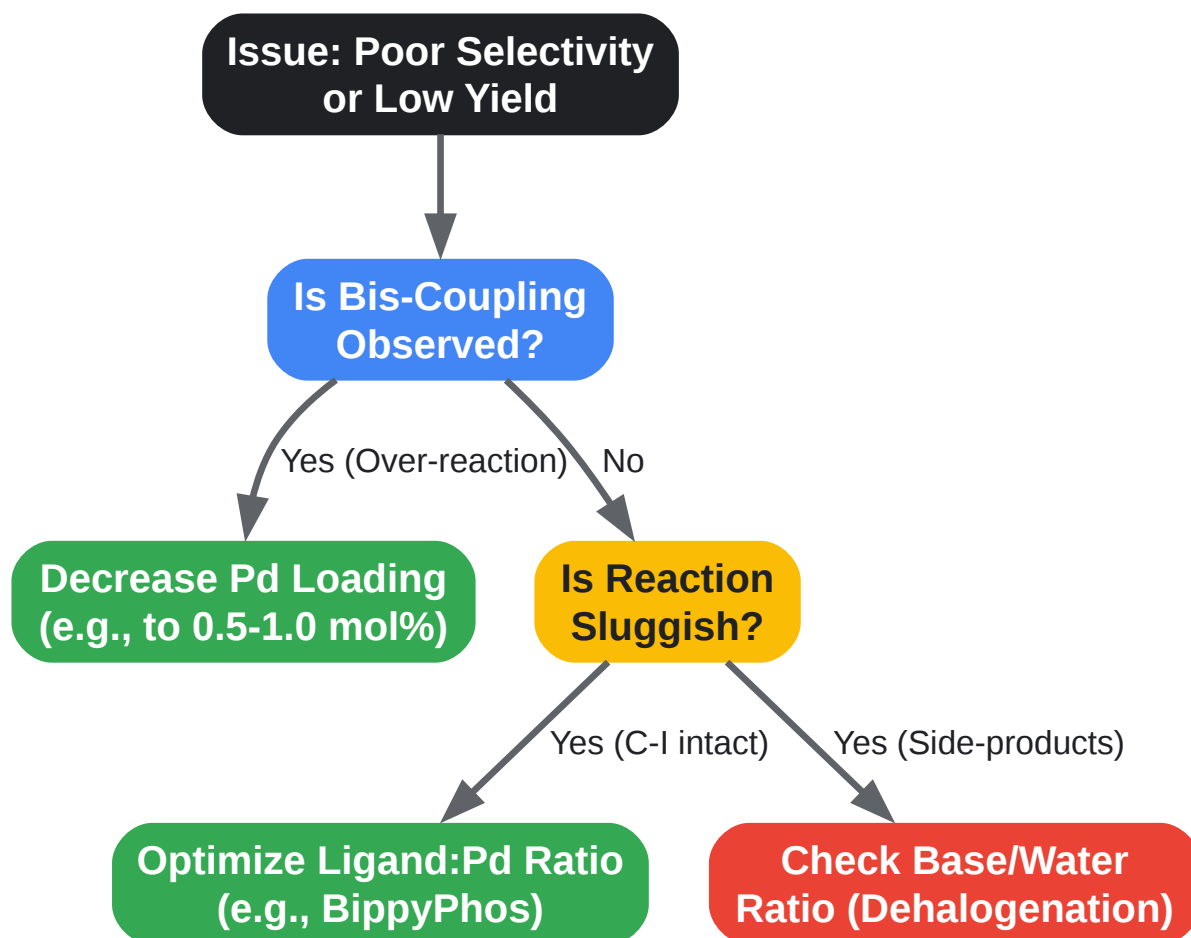 Issue: Poor Selectivity
or Low Yield
Is Bis-Coupling
Observed?
Yes (Over-reaction)
No
Decrease Pd Loading
(e.g., to 0.5-1.0 mol%)
Is Reaction
Sluggish?
Yes (C-I intact)
Yes (Side-products)
Optimize Ligand:Pd Ratio
(e.g., BippyPhos)
Check Base/Water
Ratio (Dehalogenation)